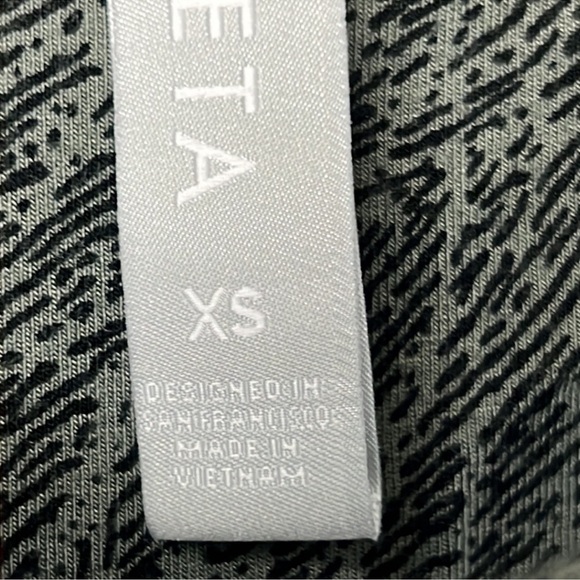 ETA
XS
DESIGNED IN
SAN FRANCISCO
MADE IN
VIETNAM